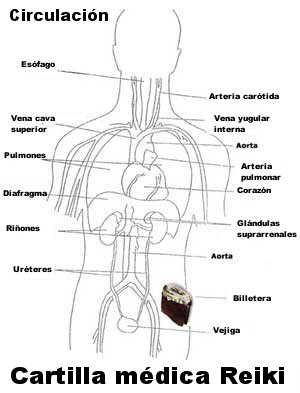 Circulación
Esófago
Arteria carótida
Vena cava
superior
Vena yugular
interna
Aorta
Pulmones
Arteria
pulmonar
Diafragma
Corazón
Riñones
Glándulas
suprarrenales
Aorta
Uréteres
Billetera
Vejiga
Cartilla médica Reiki